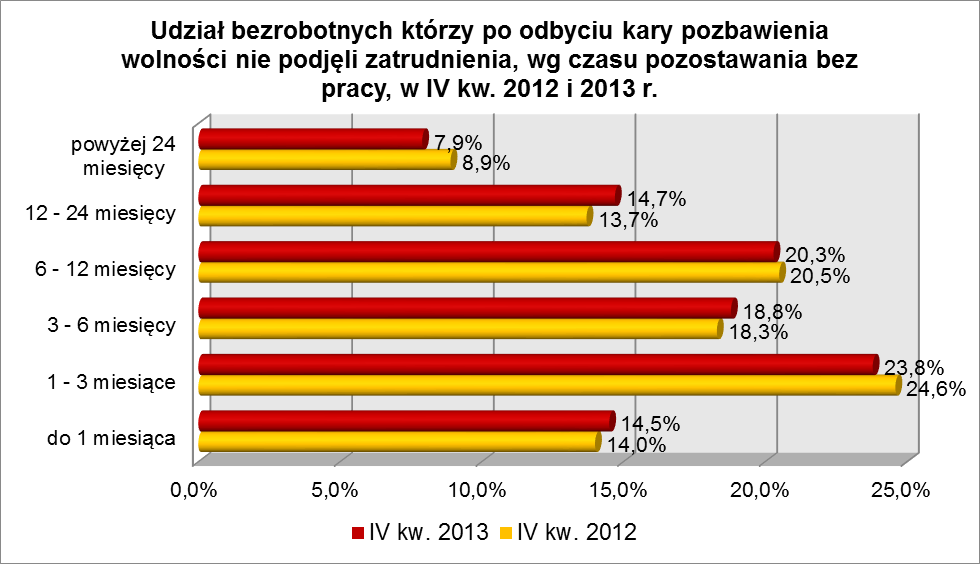 Udział bezrobotnych którzy po odbyciu kary pozbawienia
wolności nie podjęli zatrudnienia, wg czasu pozostawania bez
pracy, w IV kw. 2012 i 2013 r.
powyżej 24
miesięcy
7,9%
8,9%
12 - 24 miesięcy
14,7%
13,7%
6 - 12 miesięcy
20,3%
20,5%
3 - 6 miesięcy
18,8%
18,3%
1 - 3 miesiące
23,8%
24,6%
do 1 miesiąca
14,5%
14,0%
0,0% 5,0% 10,0% 15,0% 20,0% 25,0%
IV kw. 2013 IV kw. 2012